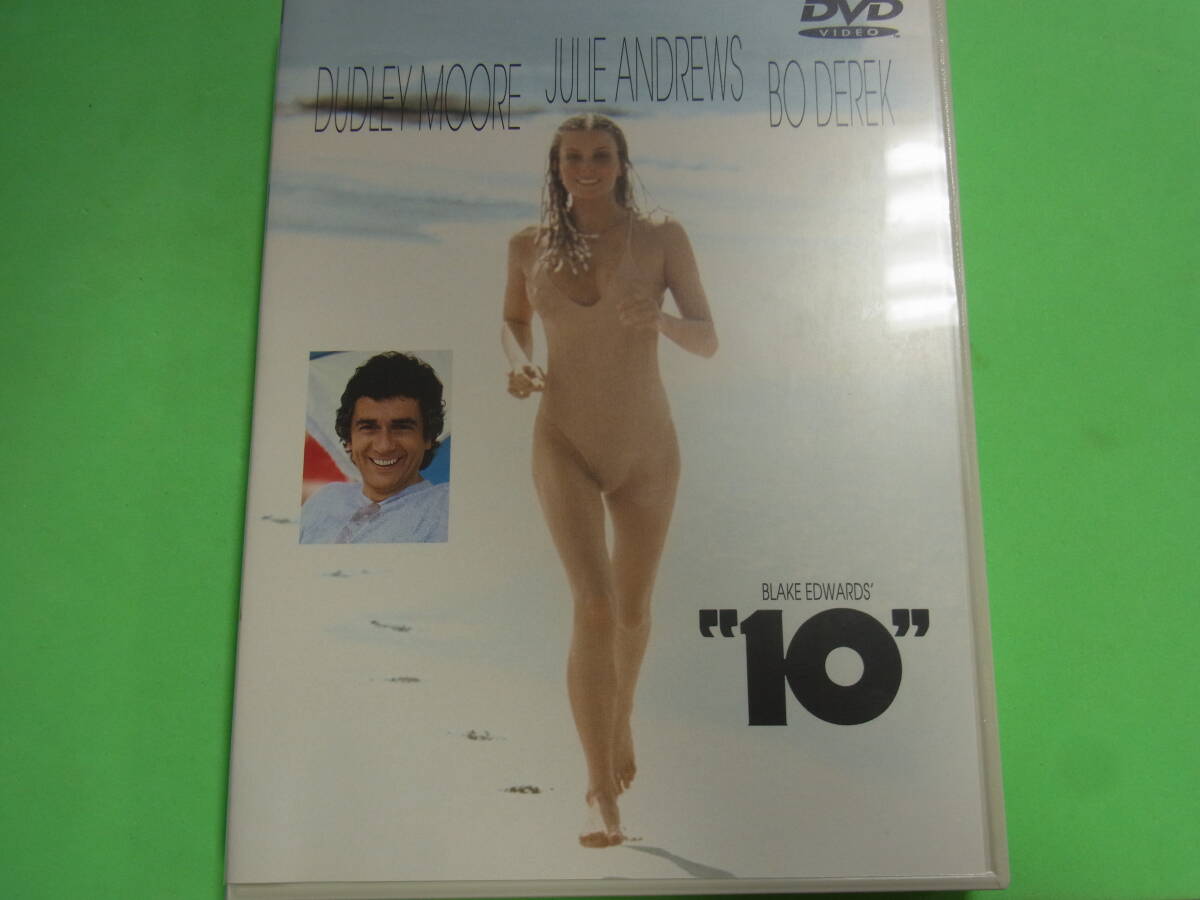 DVD
VIDEO
DUDLEY MOORE
JULIE ANDREWS
BO DEREK
BLAKE EDWARDS'
"10"